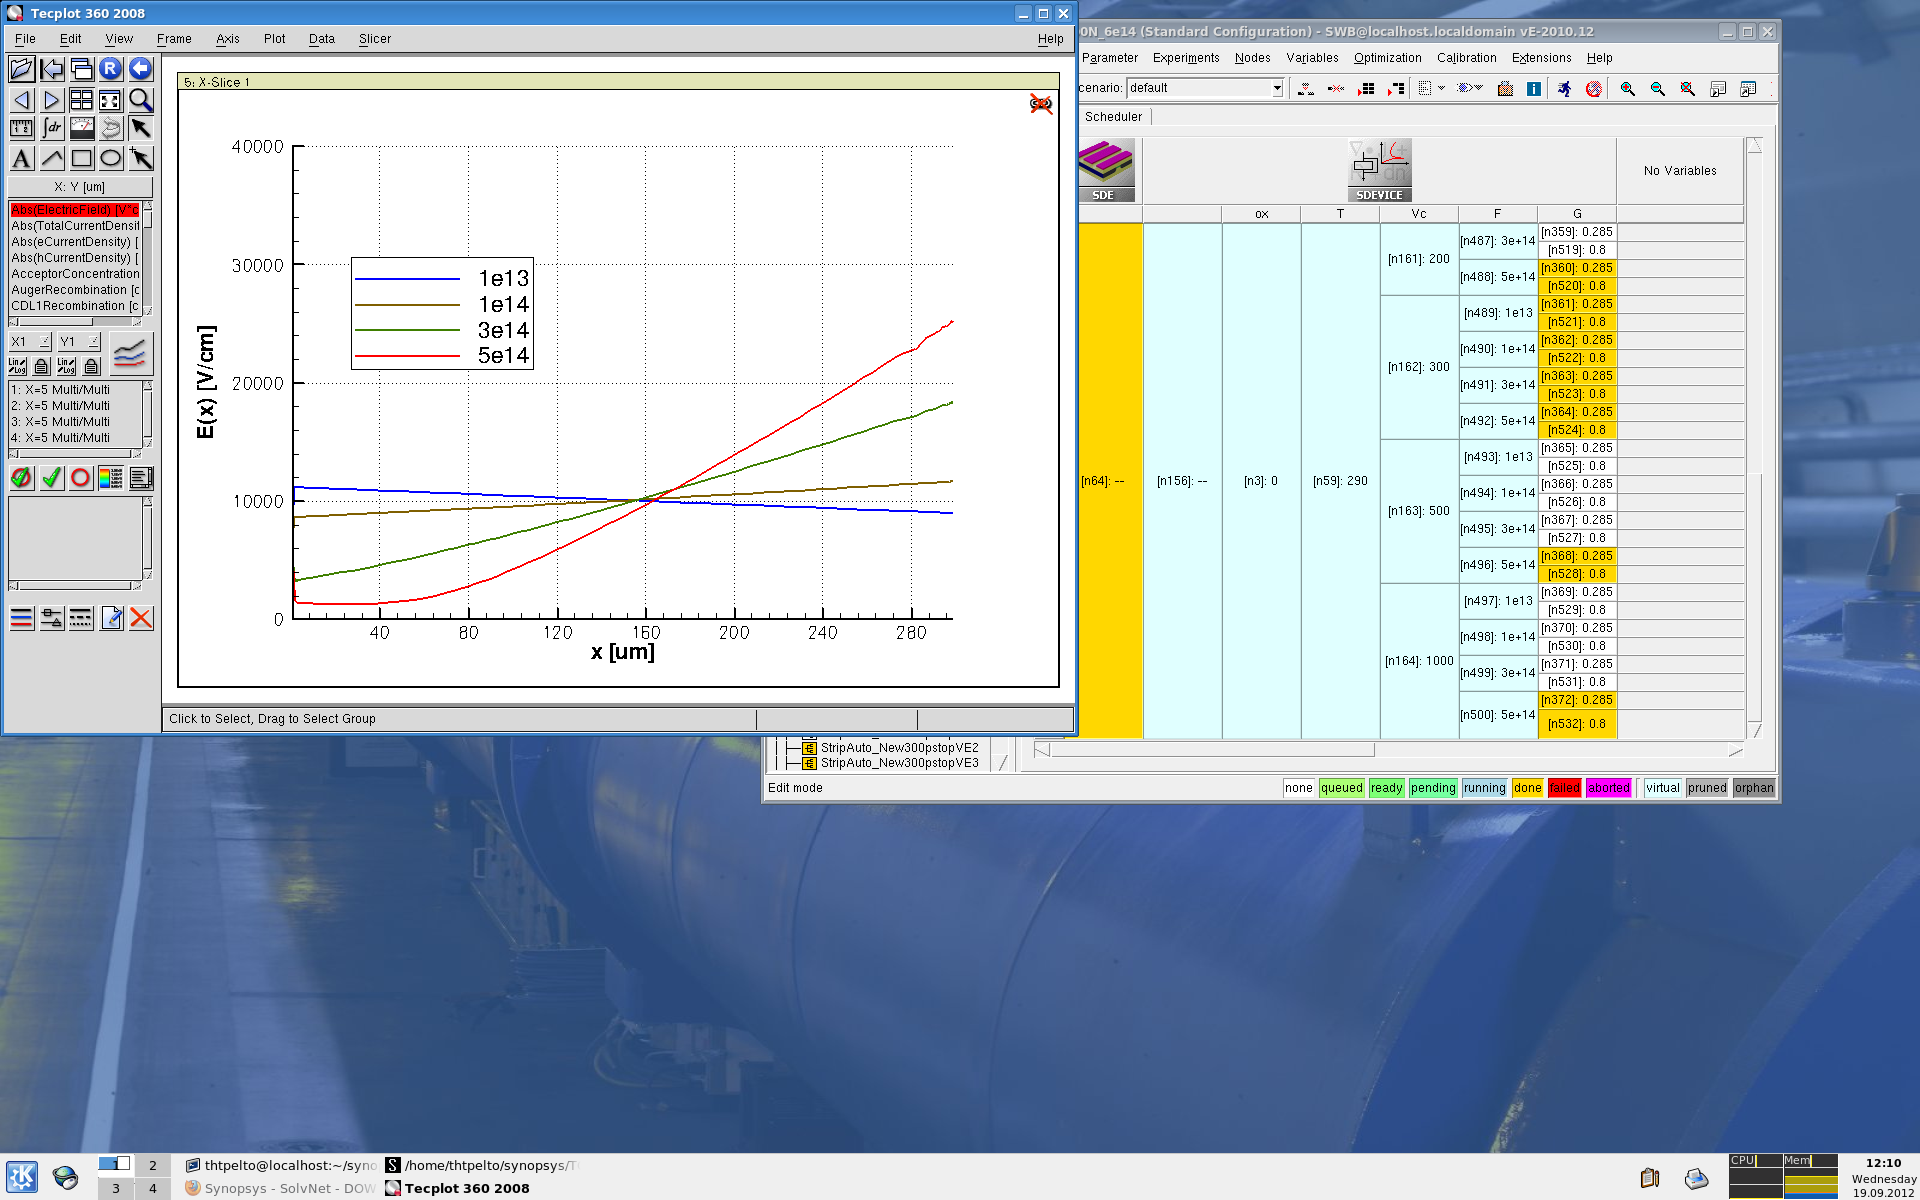 Tecplot 360 2008
File Edit View Frame Axis Plot Data Slicer Help
X: Y [um]
Abs(ElectricField) [V*c
Abs(TotalCurrentDensit
Abs(eCurrentDensity) [
Abs(hCurrentDensity) [
AcceptorConcentration
AugerRecombination [c
CDL1Recombination [c
X1 Y1
Lin Log Lin Log
1: X=5 Multi/Multi
2: X=5 Multi/Multi
3: X=5 Multi/Multi
4: X=5 Multi/Multi
5: X-Slice 1
40000
30000
20000
10000
0
E(x) [V/cm]
1e13
1e14
3e14
5e14
40 80 120 160 200 240 280
x [um]
Click to Select, Drag to Select Group
0N_6e14 (Standard Configuration) - SWB@localhost.localdomain vE-2010.12
Parameter Experiments Nodes Variables Optimization Calibration Extensions Help
cenario: default
Scheduler
SDE
SDEVICE
No Variables
ox T Vc F G
[n64]: --
[n156]: --
[n3]: 0
[n59]: 290
[n161]: 200
[n162]: 300
[n163]: 500
[n164]: 1000
[n487]: 3e+14
[n488]: 5e+14
[n489]: 1e13
[n490]: 1e+14
[n491]: 3e+14
[n492]: 5e+14
[n493]: 1e13
[n494]: 1e+14
[n495]: 3e+14
[n496]: 5e+14
[n497]: 1e13
[n498]: 1e+14
[n499]: 3e+14
[n500]: 5e+14
[n359]: 0.285
[n519]: 0.8
[n360]: 0.285
[n520]: 0.8
[n361]: 0.285
[n521]: 0.8
[n362]: 0.285
[n522]: 0.8
[n363]: 0.285
[n523]: 0.8
[n364]: 0.285
[n524]: 0.8
[n365]: 0.285
[n525]: 0.8
[n366]: 0.285
[n526]: 0.8
[n367]: 0.285
[n527]: 0.8
[n368]: 0.285
[n528]: 0.8
[n369]: 0.285
[n529]: 0.8
[n370]: 0.285
[n530]: 0.8
[n371]: 0.285
[n531]: 0.8
[n372]: 0.285
[n532]: 0.8
StripAuto_New300pstopVE2
StripAuto_New300pstopVE3
Edit mode
none queued ready pending running done failed aborted virtual pruned orphan
1 2
3 4
thtpelto@localhost:~/syno
/home/thtpelto/synopsys/T
Synopsys - SolvNet - DOW
Tecplot 360 2008
CPU Mem
12:10
Wednesday
19.09.2012